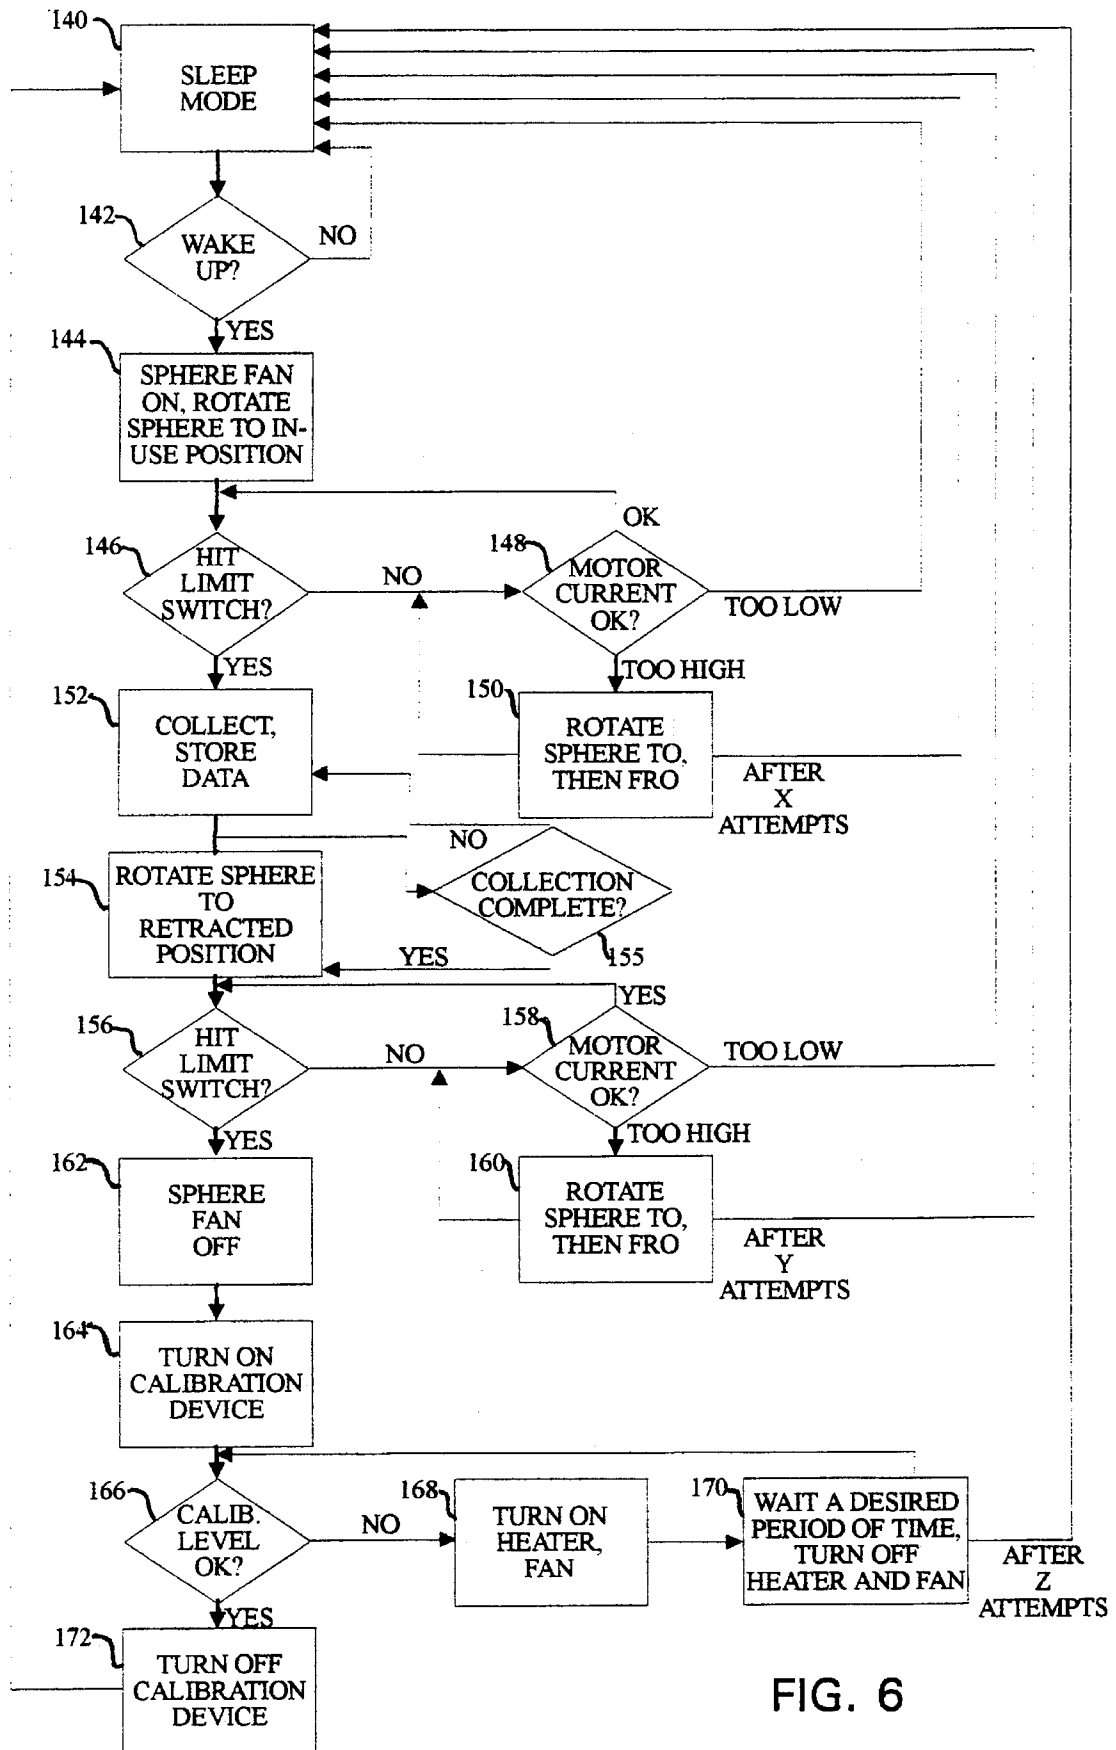 140
SLEEP
MODE
142
WAKE
UP?
NO
YES
144
SPHERE FAN
ON, ROTATE
SPHERE TO IN-
USE POSITION
OK
146
HIT
LIMIT
SWITCH?
NO
148
MOTOR
CURRENT
OK?
TOO LOW
YES
TOO HIGH
152
COLLECT,
STORE
DATA
150
ROTATE
SPHERE TO,
THEN FRO
AFTER
X
ATTEMPTS
NO
154
ROTATE SPHERE
TO
RETRACTED
POSITION
COLLECTION
COMPLETE?
155
YES
YES
156
HIT
LIMIT
SWITCH?
NO
158
MOTOR
CURRENT
OK?
TOO LOW
YES
TOO HIGH
162
SPHERE
FAN
OFF
160
ROTATE
SPHERE TO,
THEN FRO
AFTER
Y
ATTEMPTS
164
TURN ON
CALIBRATION
DEVICE
166
CALIB.
LEVEL
OK?
NO
168
TURN ON
HEATER,
FAN
170
WAIT A DESIRED
PERIOD OF TIME,
TURN OFF
HEATER AND FAN
AFTER
Z
ATTEMPTS
YES
172
TURN OFF
CALIBRATION
DEVICE
FIG. 6